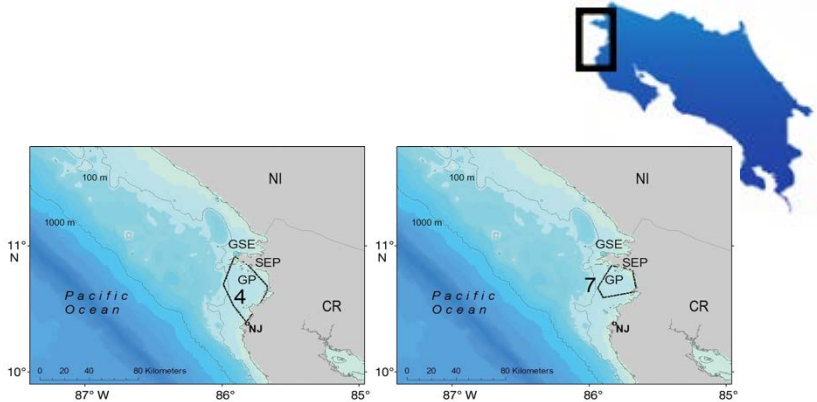 100 m
NI
1000 m
11°
N
GSE
SEP
GP
4
Pacific
Ocean
CR
NJ
0 20 40 80 Kilometers
10°
87° W
86°
85°
100 m
NI
1000 m
11°
N
GSE
SEP
7
GP
Pacific
Ocean
CR
NJ
0 20 40 80 Kilometers
10°
87° W
86°
85°